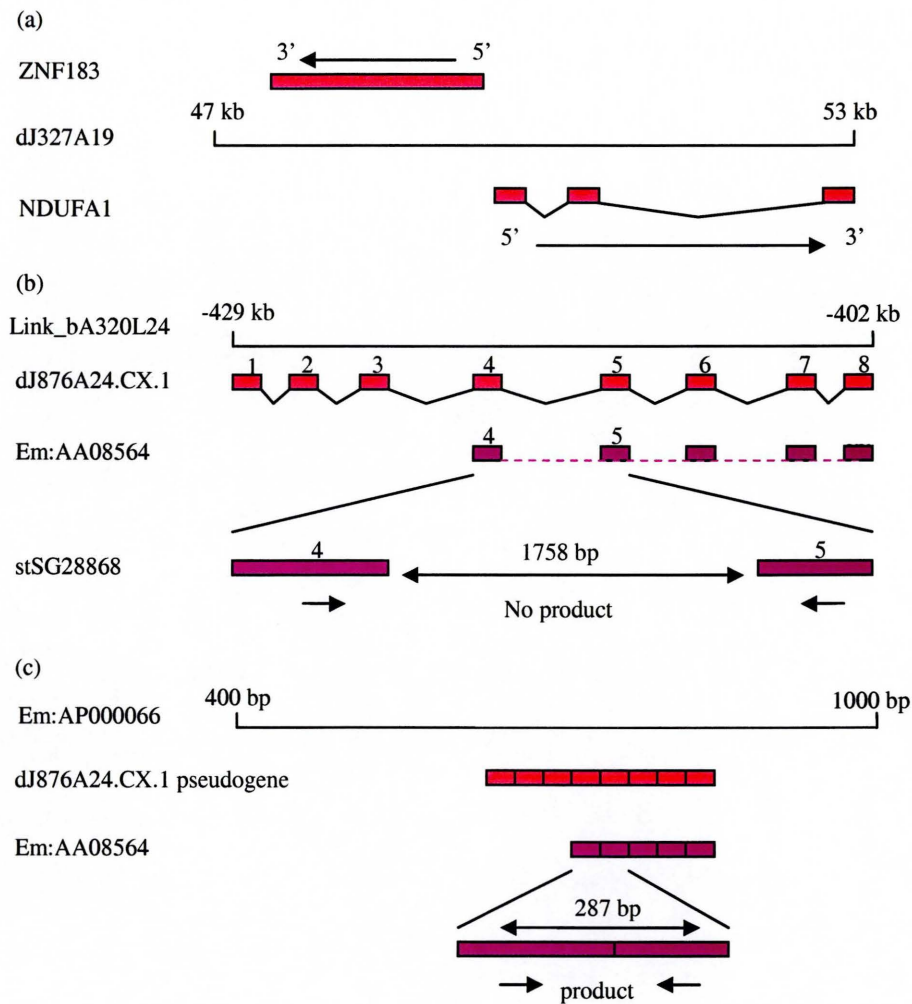 (a)
3’ 5’
ZNF183
47 kb 53 kb
dJ327A19
NDUFA1
5’ 3’
(b)
-429 kb -402 kb
Link_bA320L24
1 2 3 4 5 6 7 8
dJ876A24.CX.1
4 5
Em:AA08564
4 1758 bp 5
stSG28868
No product
(c)
400 bp 1000 bp
Em:AP000066
dJ876A24.CX.1 pseudogene
Em:AA08564
287 bp
product